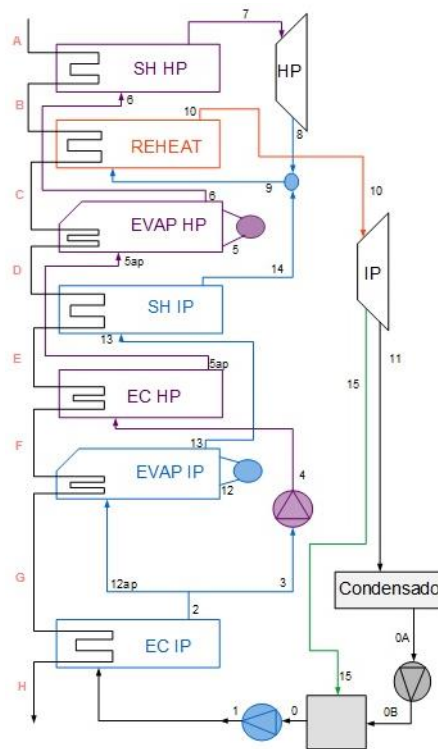 A
7
SH HP
HP
B
6
10
8
REHEAT
9
10
C
6
EVAP HP
5
D
5ap
14
IP
SH IP
13
E
5ap
15
11
EC HP
F
13
4
EVAP IP
12
G
12ap
3
2
Condensado
EC IP
0A
H
15
1
0
0B